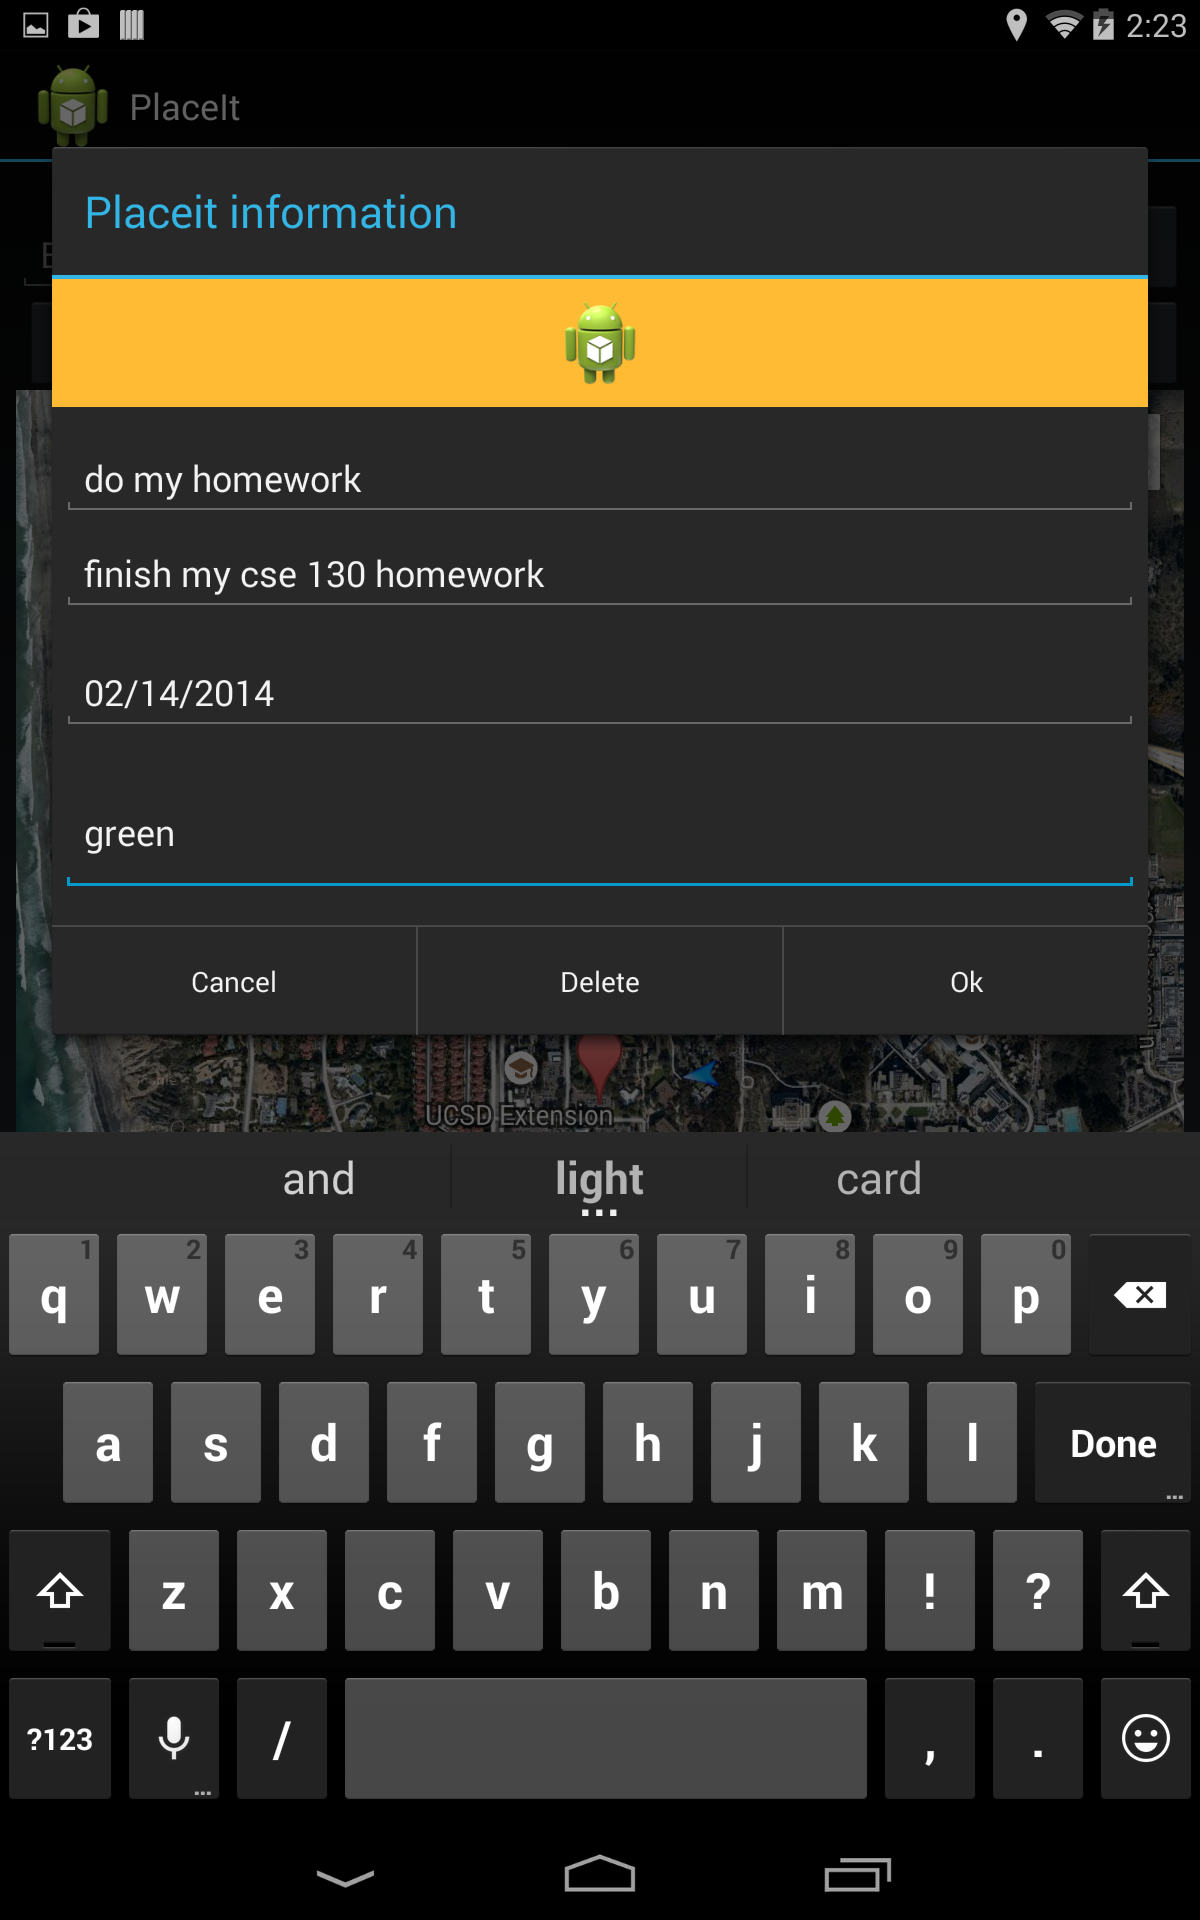 2:23
PlaceIt
Placeit information
do my homework
finish my cse 130 homework
02/14/2014
green
Cancel Delete Ok
UCSD Extension
and light card
1 2 3 4 5 6 7 8 9 0
q w e r t y u i o p
a s d f g h j k l Done
z x c v b n m ! ?
?123 / , .